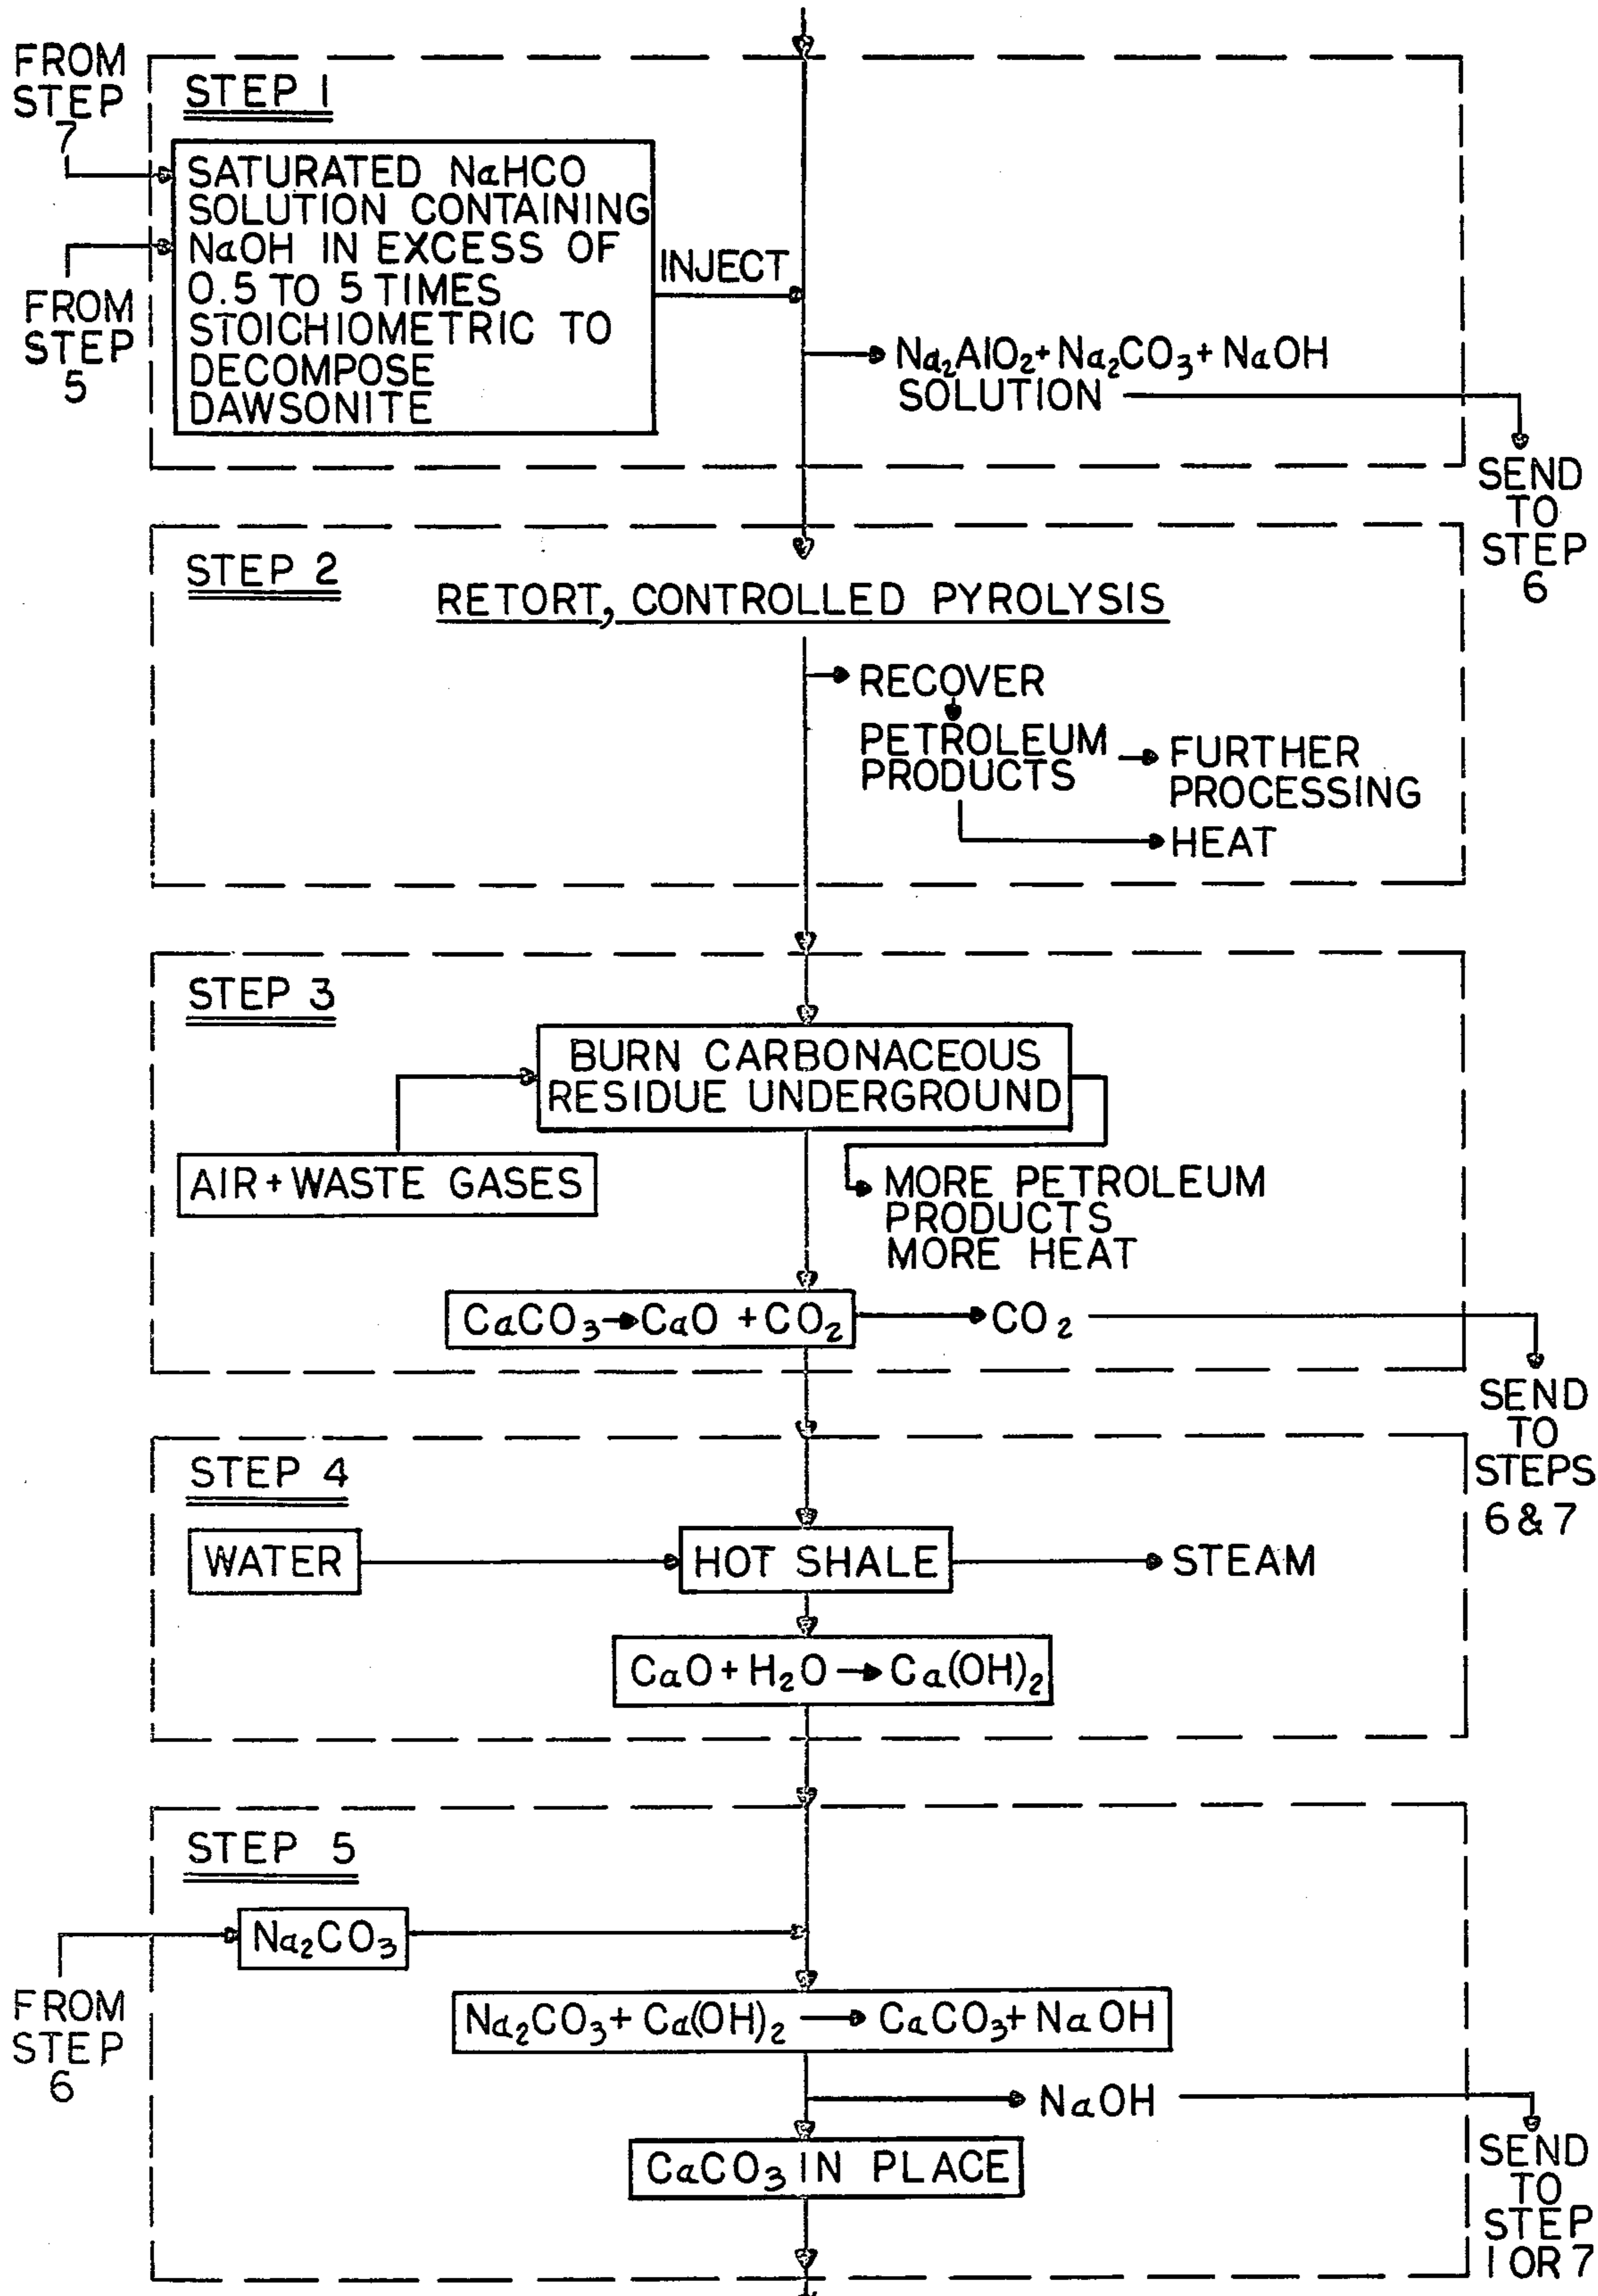 FROM
STEP
7
STEP 1
SATURATED NaHCO
SOLUTION CONTAINING
NaOH IN EXCESS OF
0.5 TO 5 TIMES
STOICHIOMETRIC TO
DECOMPOSE
DAWSONITE
FROM
STEP
5
INJECT
Na₂AlO₂+Na₂CO₃+NaOH
SOLUTION
SEND
TO
STEP
6
STEP 2
RETORT, CONTROLLED PYROLYSIS
RECOVER
PETROLEUM
PRODUCTS
FURTHER
PROCESSING
HEAT
STEP 3
BURN CARBONACEOUS
RESIDUE UNDERGROUND
AIR+WASTE GASES
MORE PETROLEUM
PRODUCTS
MORE HEAT
CaCO₃→CaO +CO₂
CO₂
SEND
TO
STEPS
6 & 7
STEP 4
WATER
HOT SHALE
STEAM
CaO+H₂O→Ca(OH)₂
STEP 5
Na₂CO₃
FROM
STEP
6
Na₂CO₃+Ca(OH)₂ → CaCO₃+NaOH
NaOH
CaCO₃ IN PLACE
SEND
TO
STEP
1 OR 7